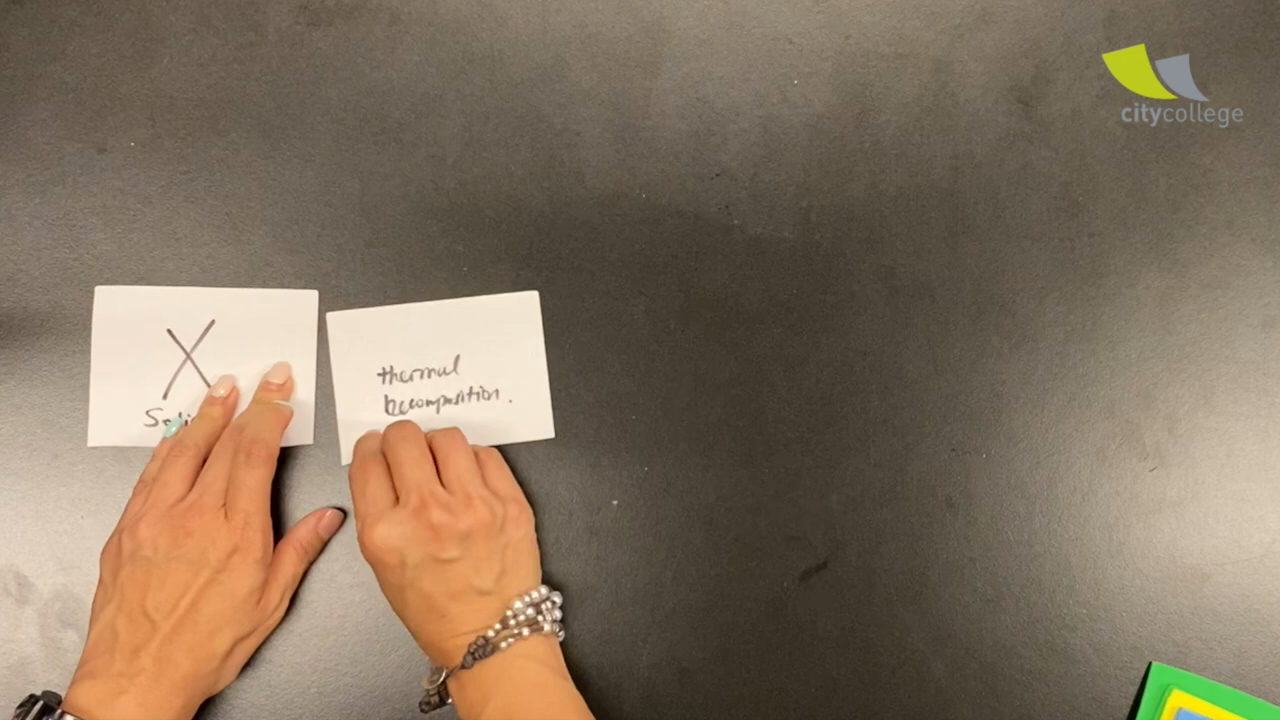 citycollege
X
thermal
Decomposition.